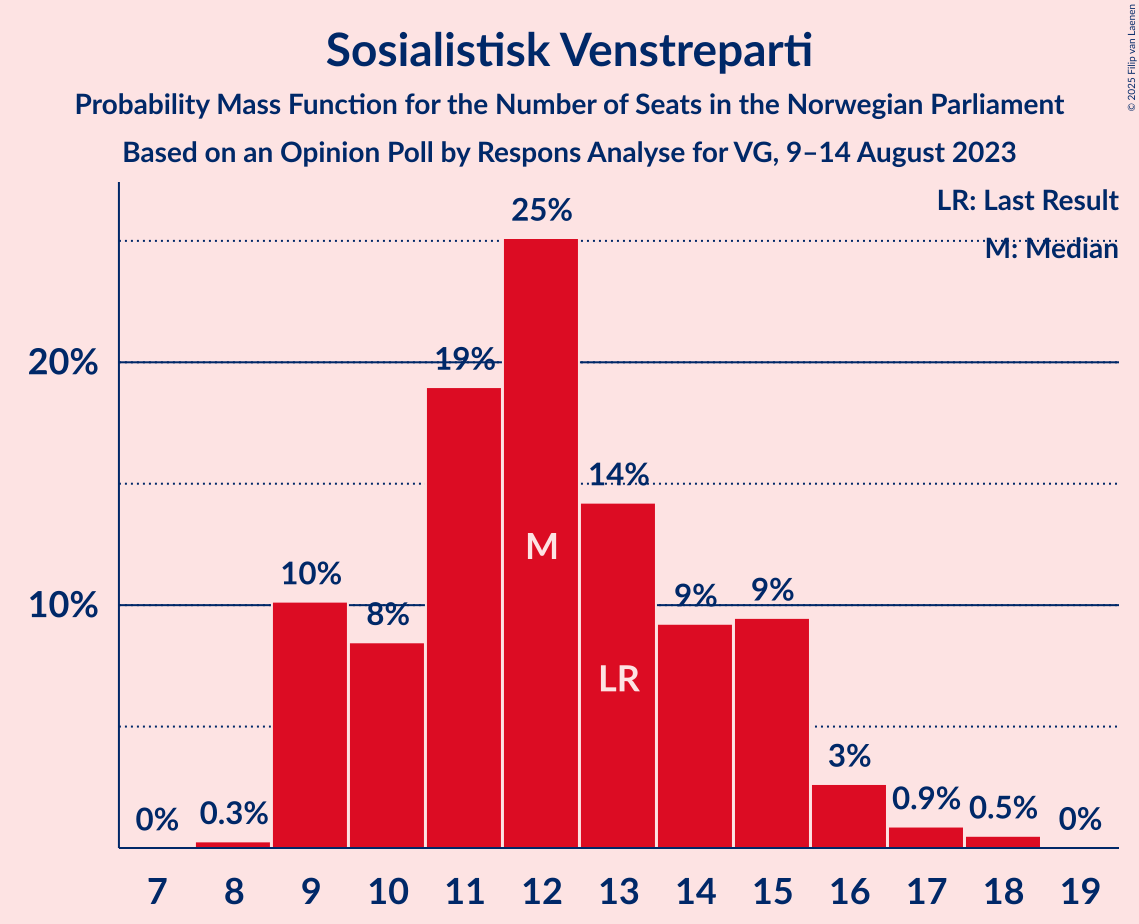 Sosialistisk Venstreparti
Probability Mass Function for the Number of Seats in the Norwegian Parliament
Based on an Opinion Poll by Respons Analyse for VG, 9–14 August 2023
© 2025 Filip van Laenen
LR: Last Result
M: Median
20%
10%
0%
0.3%
10%
8%
19%
25%
14%
9%
9%
3%
0.9%
0.5%
0%
M
LR
7 8 9 10 11 12 13 14 15 16 17 18 19